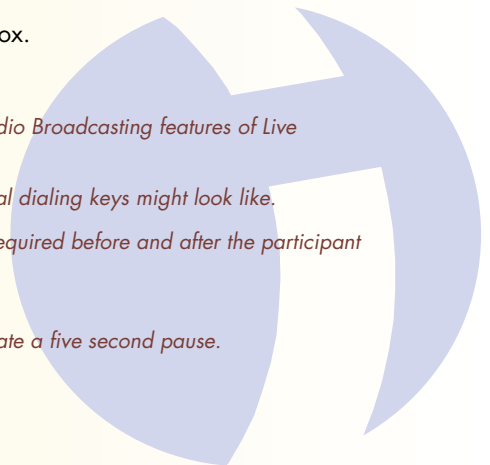 ox.
dio Broadcasting features of Live
al dialing keys might look like.
equired before and after the participant
ate a five second pause.